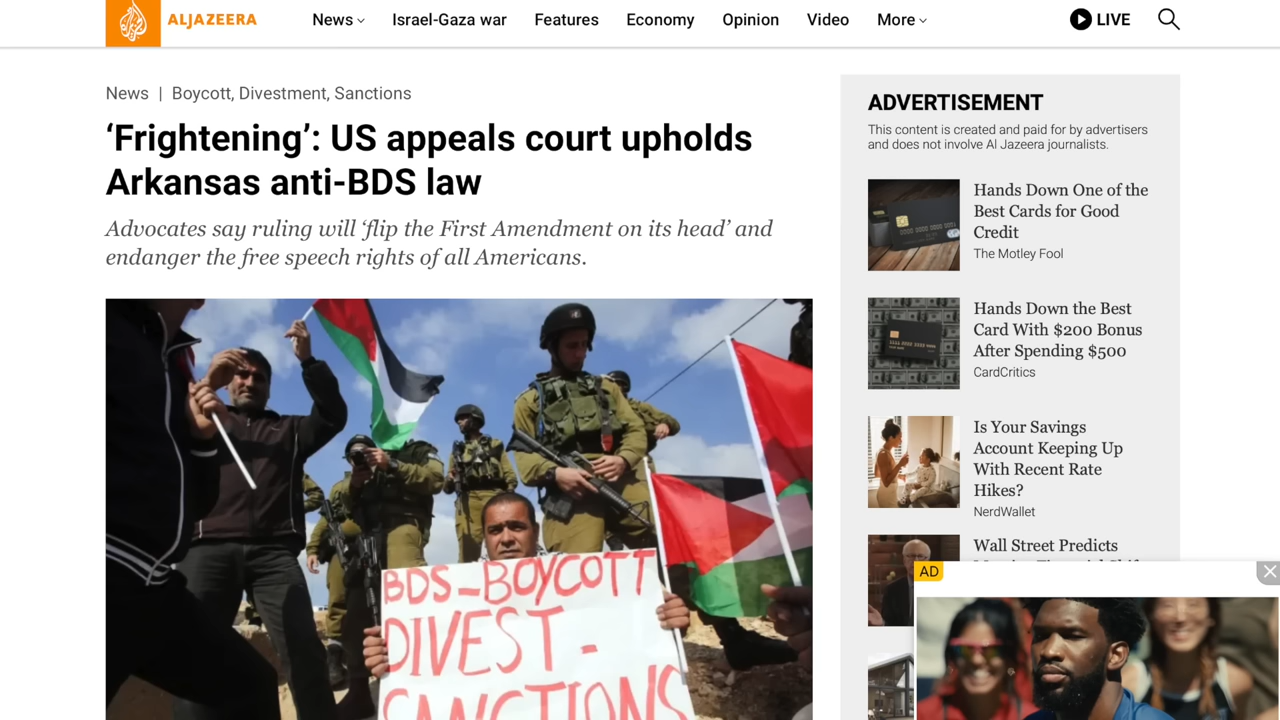 ALJAZEERA
News
Israel-Gaza war
Features
Economy
Opinion
Video
More
LIVE
News | Boycott, Divestment, Sanctions
‘Frightening’: US appeals court upholds
Arkansas anti-BDS law
Advocates say ruling will ‘flip the First Amendment on its head’ and
endanger the free speech rights of all Americans.
BDS-BOYCOTT
DIVEST-
SANCTIONS
ADVERTISEMENT
This content is created and paid for by advertisers
and does not involve Al Jazeera journalists.
Hands Down One of the
Best Cards for Good
Credit
The Motley Fool
Hands Down the Best
Card With $200 Bonus
After Spending $500
CardCritics
Is Your Savings
Account Keeping Up
With Recent Rate
Hikes?
NerdWallet
Wall Street Predicts
AD